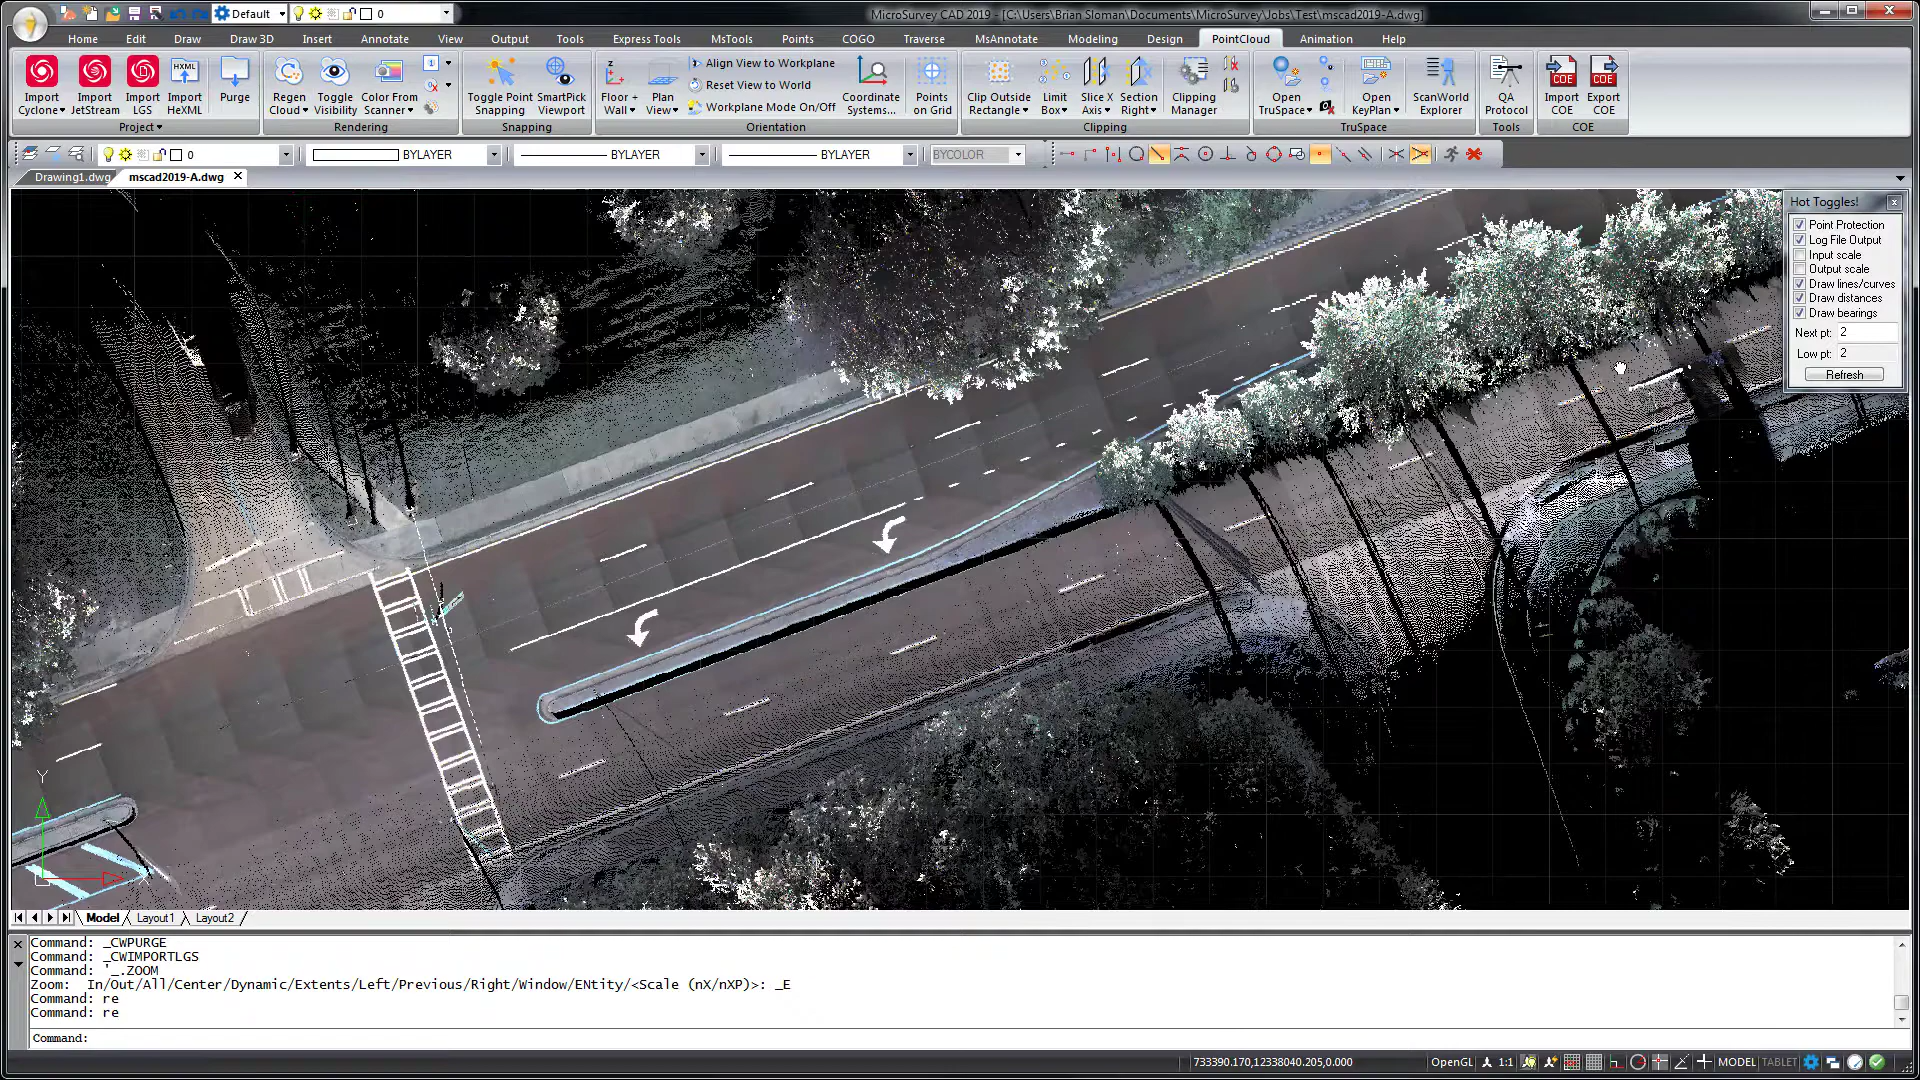 Default
0
MicroSurvey CAD 2019 - [C:\Users\Brian Sloman\Documents\MicroSurvey\Jobs\Test\mscad2019-A.dwg]
Home Edit Draw Draw 3D Insert Annotate View Output Tools Express Tools MsTools Points COGO Traverse MsAnnotate Modeling Design PointCloud Animation Help
Import Cyclone
Import JetStream
Import LGS
Import HeXML
Purge
Project
Regen Cloud
Toggle Visibility
Color From Scanner
1
Rendering
Toggle Point Snapping
SmartPick Viewport
Snapping
Floor + Wall
Plan View
Align View to Workplane
Reset View to World
Workplane Mode On/Off
Coordinate Systems...
Points on Grid
Orientation
Clip Outside Rectangle
Limit Box
Slice X Axis
Section Right
Clipping Manager
Clipping
Open TruSpace
Open KeyPlan
ScanWorld Explorer
TruSpace
QA Protocol
Tools
COE
Import COE
COE
Export COE
COE
0 BYLAYER BYLAYER BYLAYER BYCOLOR
Drawing1.dwg mscad2019-A.dwg
Hot Toggles!
Point Protection
Log File Output
Input scale
Output scale
Draw lines/curves
Draw distances
Draw bearings
Next pt: 2
Low pt: 2
Refresh
Y
Model Layout1 Layout2
Command: _CWPURGE
Command: _CWIMPORTLGS
Command: '_.ZOOM
Zoom: In/Out/All/Center/Dynamic/Extents/Left/Previous/Right/Window/ENtity/<Scale (nX/nXP)>: _E
Command: re
Command: re
Command:
733390.170,12338040.205,0.000 OpenGL 1:1 MODEL TABLET